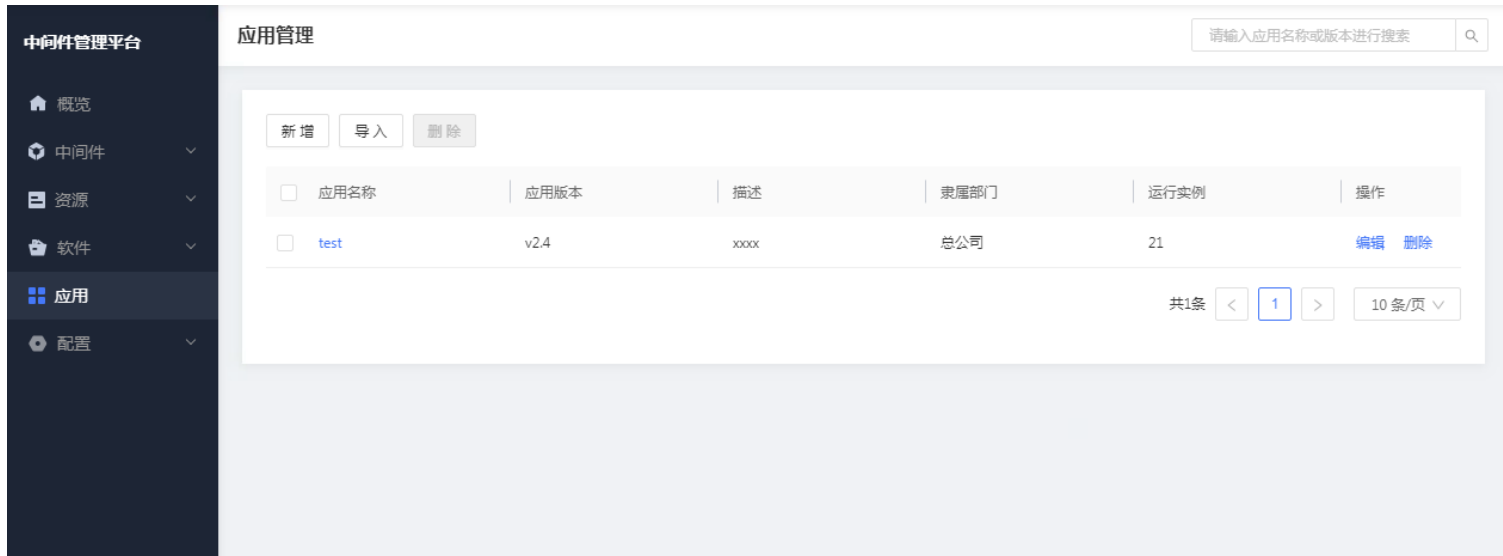 中间件管理平台
应用管理
请输入应用名称或版本进行搜索
概览
中间件
资源
软件
应用
配置
新增 导入 删除
应用名称 应用版本 描述 隶属部门 运行实例 操作
test v2.4 xxxx 总公司 21 编辑 删除
共1条 < 1 > 10 条/页